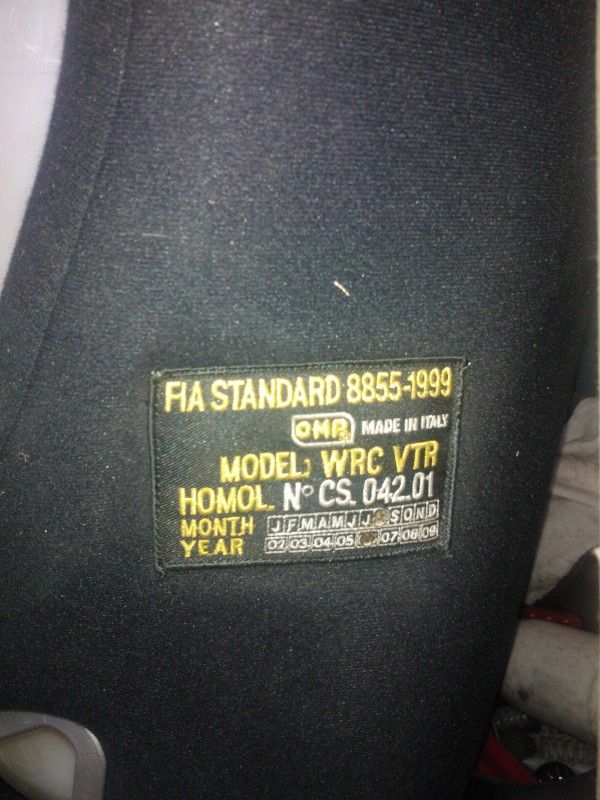 FIA STANDARD 8855-1999
OMP MADE IN ITALY
MODEL: WRC VTR
HOMOL. N° CS. 042.01
MONTH J F M A M J J S O N D
YEAR 02 03 04 05 07 08 09